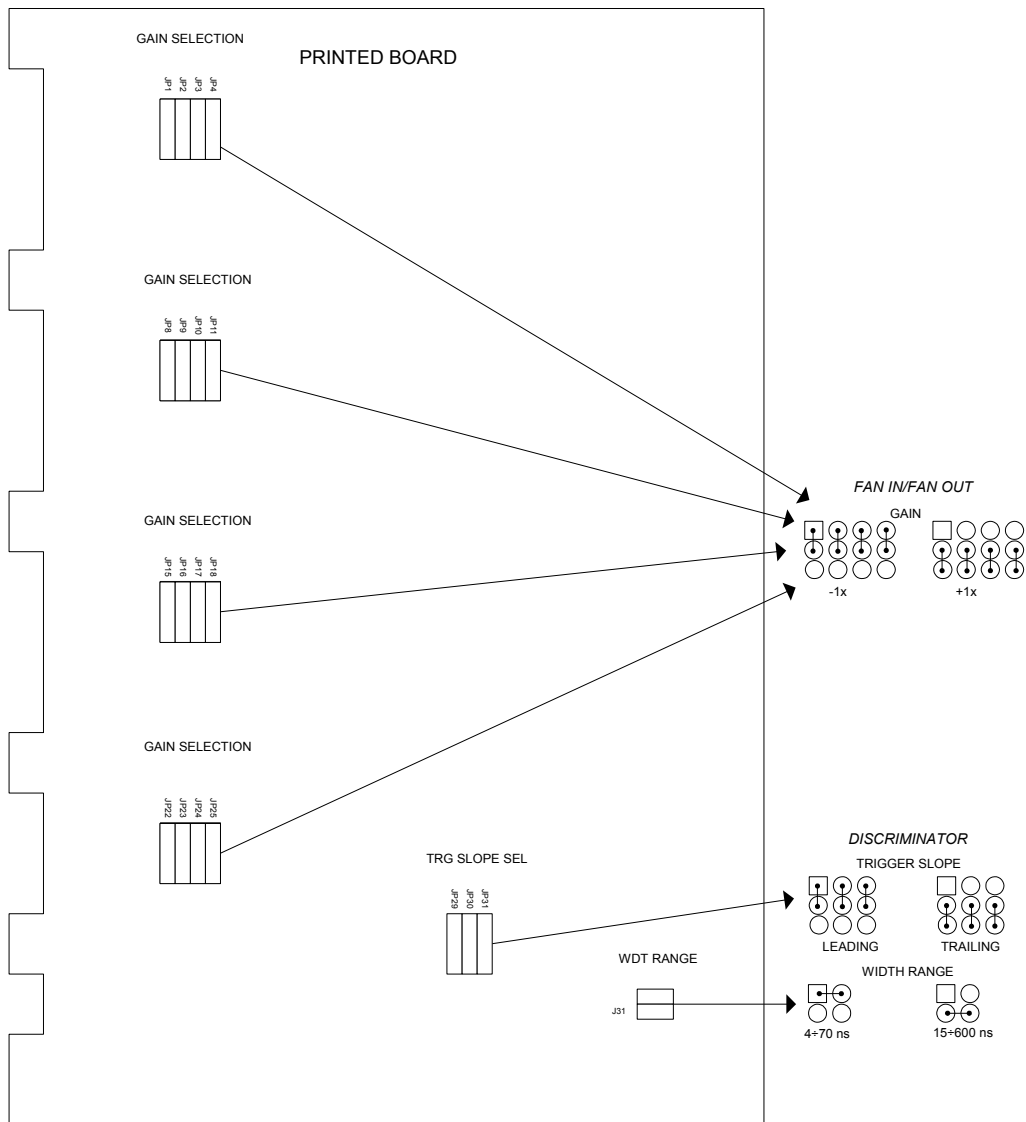 GAIN SELECTION
PRINTED BOARD
JP1
JP2
JP3
JP4
GAIN SELECTION
JP8
JP9
JP10
JP11
FAN IN/FAN OUT
GAIN
GAIN SELECTION
JP15
JP16
JP17
JP18
-1x
+1x
GAIN SELECTION
JP22
JP23
JP24
JP25
DISCRIMINATOR
TRG SLOPE SEL
TRIGGER SLOPE
JP29
JP30
JP31
LEADING
TRAILING
WDT RANGE
WIDTH RANGE
J31
4÷70 ns
15÷600 ns